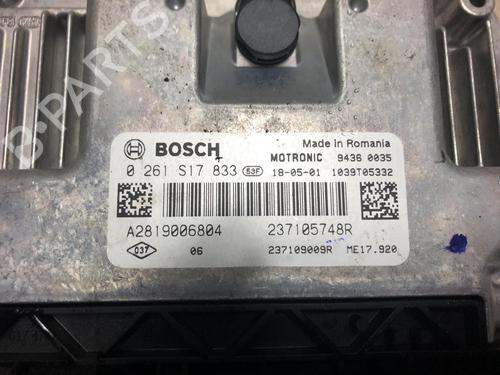 B-PARTS
BOSCH
Made in Romania
MOTRONIC 9436 0035
0 261 S17 833 53F 18-05-01 1039T05332
A2819006804 237105748R
037 06 237109009R ME17.920